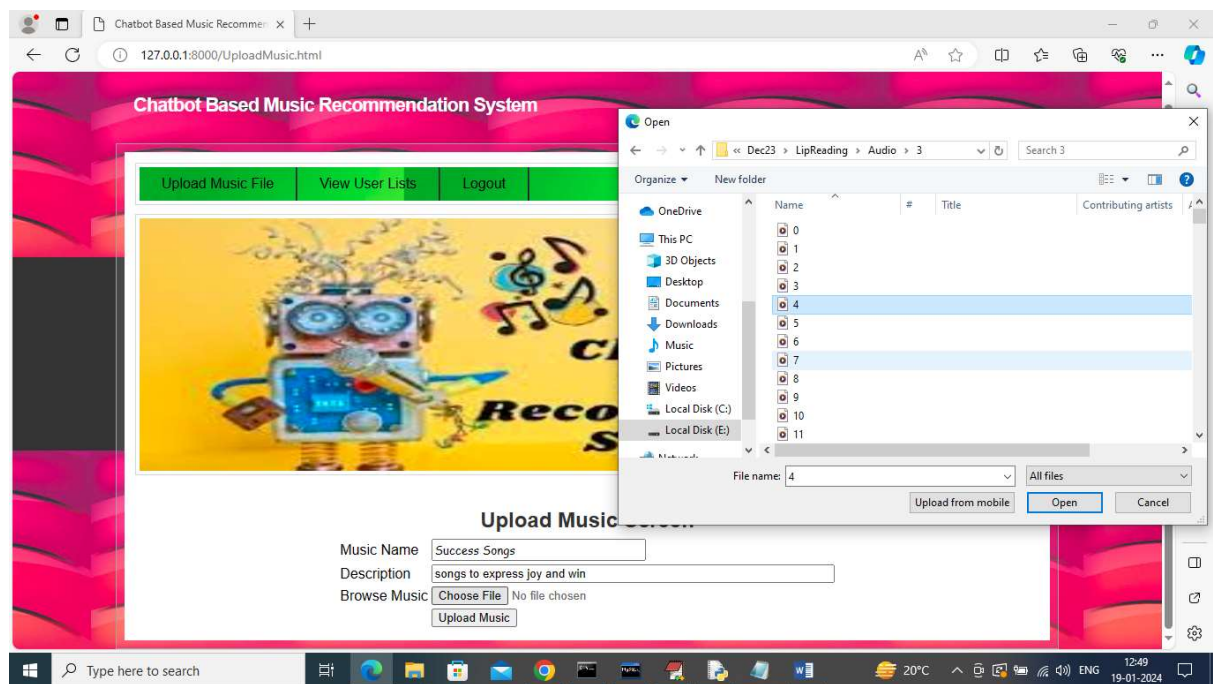 Chatbot Based Music Recommen
127.0.0.1:8000/UploadMusic.html
Chatbot Based Music Recommendation System
Upload Music File View User Lists Logout
Reco
Open
« Dec23 > LipReading > Audio > 3 Search 3
Organize New folder
Name # Title Contributing artists
OneDrive
This PC
3D Objects
Desktop
Documents
Downloads
Music
Pictures
Videos
Local Disk (C:)
Local Disk (E:)
Network
0
1
2
3
4
5
6
7
8
9
10
11
File name: 4 All files
Upload from mobile Open Cancel
Upload Music Screen
Music Name Success Songs
Description songs to express joy and win
Browse Music Choose File No file chosen
Upload Music
Type here to search 20°C ENG 12:49
19-01-2024